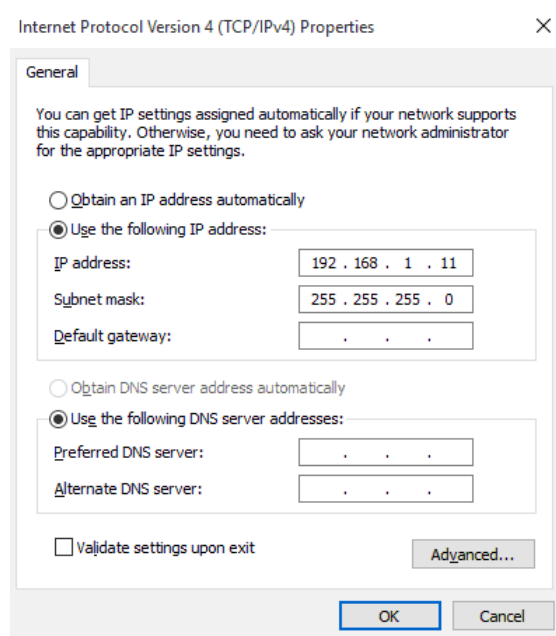 Internet Protocol Version 4 (TCP/IPv4) Properties
General
You can get IP settings assigned automatically if your network supports
this capability. Otherwise, you need to ask your network administrator
for the appropriate IP settings.
Obtain an IP address automatically
Use the following IP address:
IP address: 192 . 168 . 1 . 11
Subnet mask: 255 . 255 . 255 . 0
Default gateway: . . .
Obtain DNS server address automatically
Use the following DNS server addresses:
Preferred DNS server: . . .
Alternate DNS server: . . .
Validate settings upon exit
Advanced...
OK Cancel